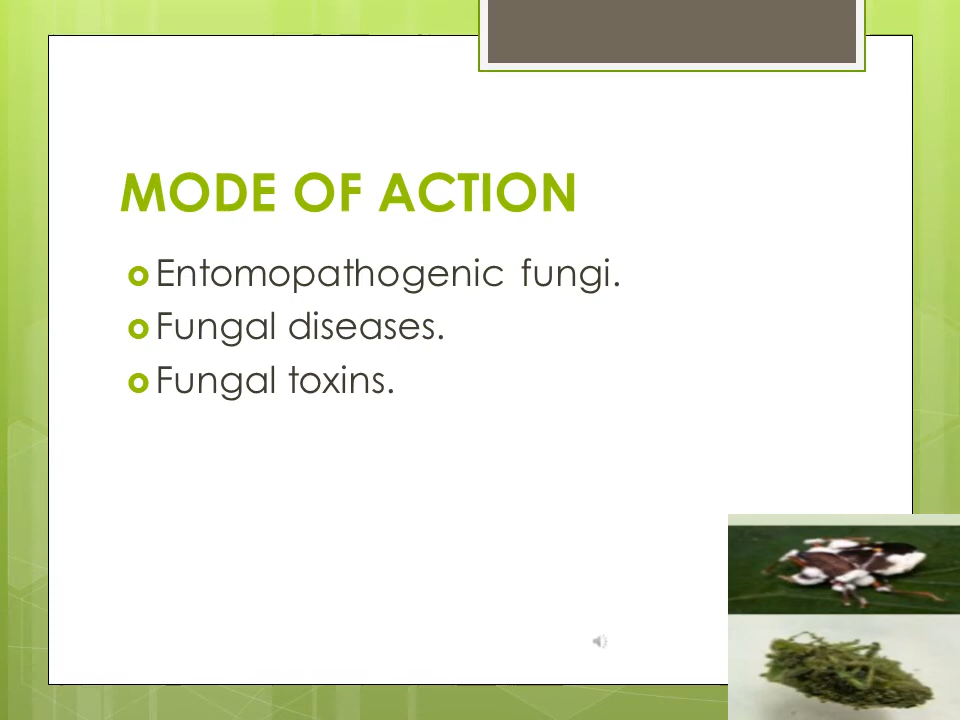 MODE OF ACTION
Entomopathogenic fungi.
Fungal diseases.
Fungal toxins.